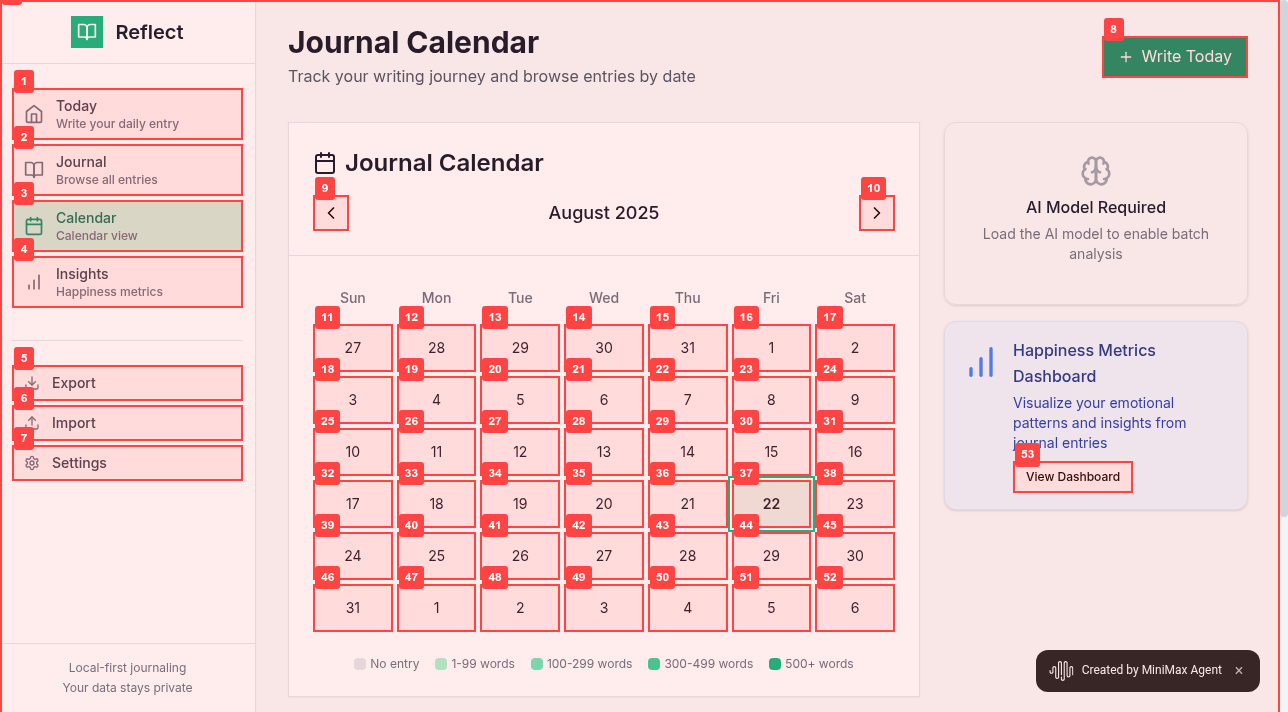 Reflect
1
Today
Write your daily entry
2
Journal
Browse all entries
3
Calendar
Calendar view
4
Insights
Happiness metrics
5
Export
6
Import
7
Settings
Local-first journaling
Your data stays private
Journal Calendar
Track your writing journey and browse entries by date
8
+ Write Today
Journal Calendar
9 10
August 2025
Sun Mon Tue Wed Thu Fri Sat
11 12 13 14 15 16 17
27 28 29 30 31 1 2
18 19 20 21 22 23 24
3 4 5 6 7 8 9
25 26 27 28 29 30 31
10 11 12 13 14 15 16
32 33 34 35 36 37 38
17 18 19 20 21 22 23
39 40 41 42 43 44 45
24 25 26 27 28 29 30
46 47 48 49 50 51 52
31 1 2 3 4 5 6
No entry 1-99 words 100-299 words 300-499 words 500+ words
AI Model Required
Load the AI model to enable batch
analysis
Happiness Metrics
Dashboard
Visualize your emotional
patterns and insights from
journal entries
53
View Dashboard
Created by MiniMax Agent ×